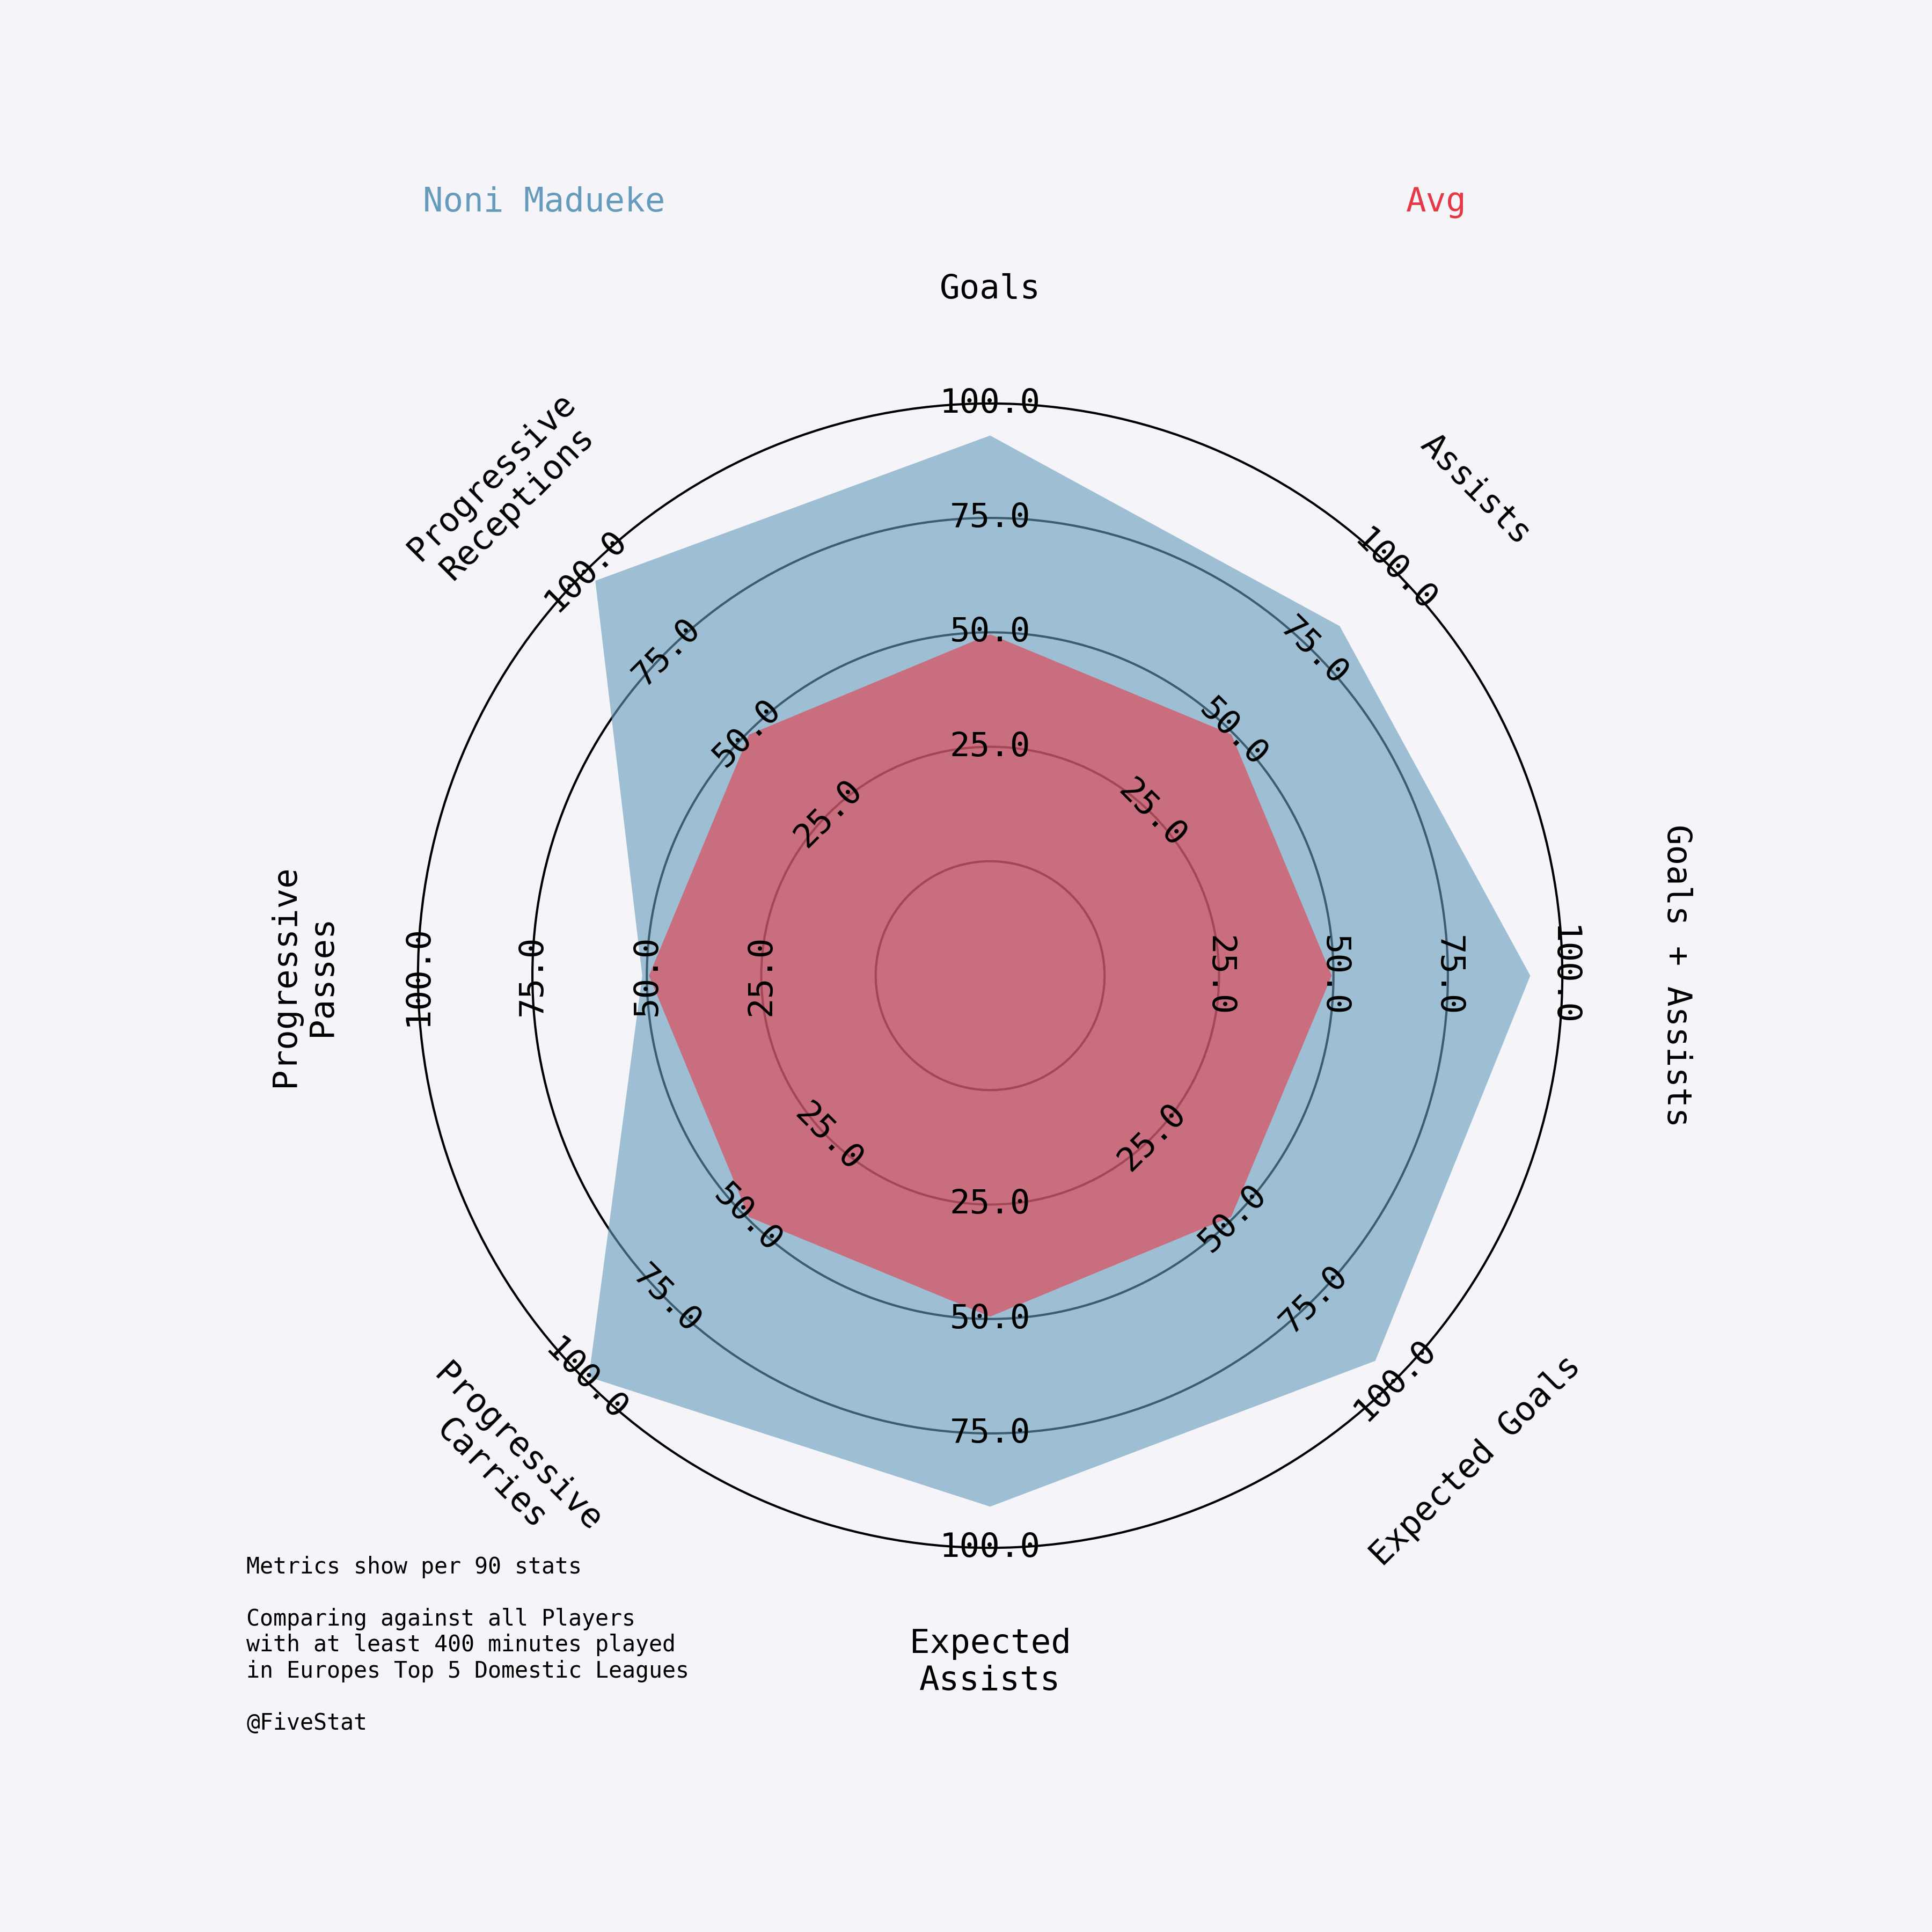 Noni Madueke
Avg
Goals
Assists
Goals + Assists
Expected Goals
Expected
Assists
Progressive
Carries
Progressive
Passes
Progressive
Receptions
25.0
50.0
75.0
100.0
25.0
50.0
75.0
100.0
25.0
50.0
75.0
100.0
25.0
50.0
75.0
100.0
25.0
50.0
75.0
100.0
25.0
50.0
75.0
100.0
25.0
50.0
75.0
100.0
25.0
50.0
75.0
100.0
Metrics show per 90 stats
Comparing against all Players
with at least 400 minutes played
in Europes Top 5 Domestic Leagues
@FiveStat